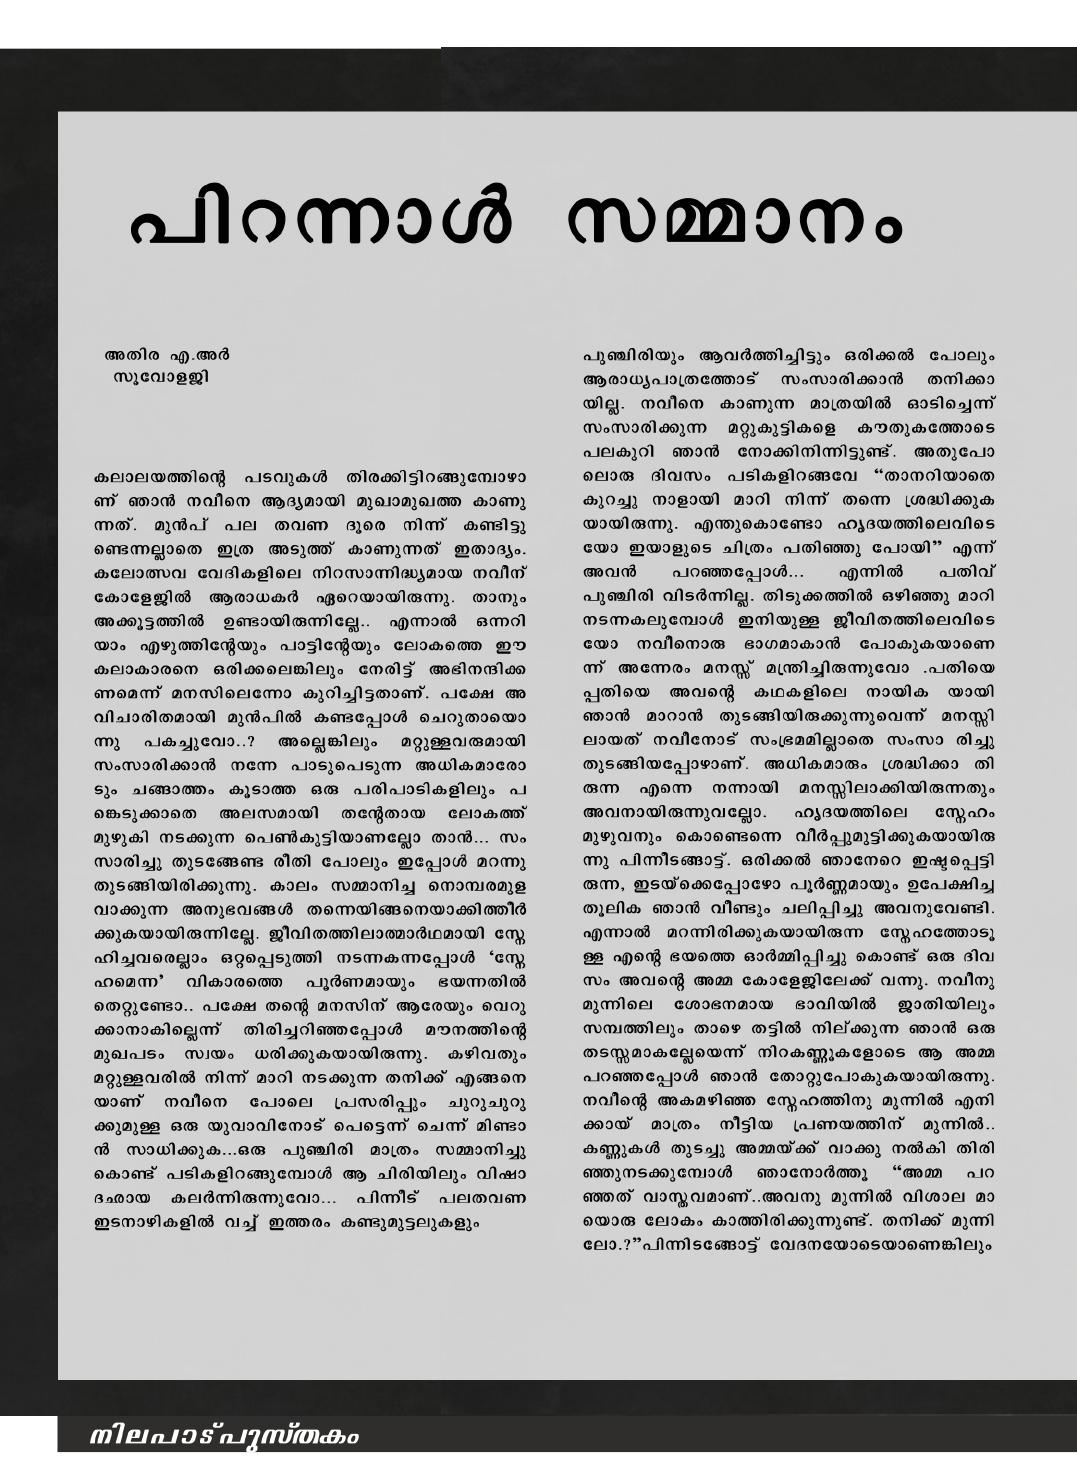 പിറന്നാൾ സമ്മാനം
അതിര എ.അർ
സൂവോളജി
കലാലയത്തിന്റെ പടവുകൾ തിരക്കിട്ടിറങ്ങുമ്പോഴാ
ണ് ഞാൻ നവീനെ ആദ്യമായി മുഖാമുഖത്ത കാണു
ന്നത്. മുൻപ് പല തവണ ദൂരെ നിന്ന് കണ്ടിട്ടു
ണ്ടെന്നല്ലാതെ ഇത്ര അടുത്ത് കാണുന്നത് ഇതാദ്യം.
കലോത്സവ വേദികളിലെ നിറസാന്നിദ്ധ്യമായ നവീന്
കോളേജിൽ ആരാധകർ ഏറെയായിരുന്നു. താനും
അക്കൂട്ടത്തിൽ ഉണ്ടായിരുന്നില്ലേ.. എന്നാൽ ഒന്നറി
യാം എഴുത്തിന്റേയും പാട്ടിന്റേയും ലോകത്തെ ഈ
കലാകാരനെ ഒരിക്കലെങ്കിലും നേരിട്ട് അഭിനന്ദിക്ക
ണമെന്ന് മനസിലെന്നോ കുറിച്ചിട്ടതാണ്. പക്ഷേ അ
വിചാരിതമായി മുൻപിൽ കണ്ടപ്പോൾ ചെറുതായൊ
ന്നു പകച്ചുവോ..? അല്ലെങ്കിലും മറ്റുള്ളവരുമായി
സംസാരിക്കാൻ നന്നേ പാടുപെടുന്ന അധികമാരോ
ടും ചങ്ങാത്തം കൂടാത്ത ഒരു പരിപാടികളിലും പ
ങ്കെടുക്കാതെ അലസമായി തന്റേതായ ലോകത്ത്
മുഴുകി നടക്കുന്ന പെൺകുട്ടിയാണല്ലോ താൻ... സം
സാരിച്ചു തുടങ്ങേണ്ട രീതി പോലും ഇപ്പോൾ മറന്നു
തുടങ്ങിയിരിക്കുന്നു. കാലം സമ്മാനിച്ച നൊമ്പരമുള
വാക്കുന്ന അനുഭവങ്ങൾ തന്നെയിങ്ങനെയാക്കിത്തീർ
ക്കുകയായിരുന്നില്ലേ. ജീവിതത്തിലാത്മാർഥമായി സ്നേ
ഹിച്ചവരെല്ലാം ഒറ്റപ്പെടുത്തി നടന്നകന്നപ്പോൾ ‘സ്നേ
ഹമെന്ന’ വികാരത്തെ പൂർണമായും ഭയന്നതിൽ
തെറ്റുണ്ടോ.. പക്ഷേ തന്റെ മനസിന് ആരേയും വെറു
ക്കാനാകില്ലെന്ന് തിരിച്ചറിഞ്ഞപ്പോൾ മൗനത്തിന്റെ
മുഖപടം സ്വയം ധരിക്കുകയായിരുന്നു. കഴിവതും
മറ്റുള്ളവരിൽ നിന്ന് മാറി നടക്കുന്ന തനിക്ക് എങ്ങനെ
യാണ് നവീനെ പോലെ പ്രസരിപ്പും ചുറുചുറു
ക്കുമുള്ള ഒരു യുവാവിനോട് പെട്ടെന്ന് ചെന്ന് മിണ്ടാ
ൻ സാധിക്കുക...ഒരു പുഞ്ചിരി മാത്രം സമ്മാനിച്ചു
കൊണ്ട് പടികളിറങ്ങുമ്പോൾ ആ ചിരിയിലും വിഷാ
ദഛായ കലർന്നിരുന്നുവോ... പിന്നീട് പലതവണ
ഇടനാഴികളിൽ വച്ച് ഇത്തരം കണ്ടുമുട്ടലുകളും
പുഞ്ചിരിയും ആവർത്തിച്ചിട്ടും ഒരിക്കൽ പോലും
ആരാധ്യപാത്രത്തോട് സംസാരിക്കാൻ തനിക്കാ
യില്ല. നവീനെ കാണുന്ന മാത്രയിൽ ഓടിച്ചെന്ന്
സംസാരിക്കുന്ന മറ്റുകുട്ടികളെ കൗതുകത്തോടെ
പലകുറി ഞാൻ നോക്കിനിന്നിട്ടുണ്ട്. അതുപോ
ലൊരു ദിവസം പടികളിറങ്ങവേ “താനറിയാതെ
കുറച്ചു നാളായി മാറി നിന്ന് തന്നെ ശ്രദ്ധിക്കുക
യായിരുന്നു. എന്തുകൊണ്ടോ ഹൃദയത്തിലെവിടെ
യോ ഇയാളുടെ ചിത്രം പതിഞ്ഞു പോയി” എന്ന്
അവൻ പറഞ്ഞപ്പോൾ... എന്നിൽ പതിവ്
പുഞ്ചിരി വിടർന്നില്ല. തിടുക്കത്തിൽ ഒഴിഞ്ഞു മാറി
നടന്നകലുമ്പോൾ ഇനിയുള്ള ജീവിതത്തിലെവിടെ
യോ നവീനൊരു ഭാഗമാകാൻ പോകുകയാണെ
ന്ന് അന്നേരം മനസ്സ് മന്ത്രിച്ചിരുന്നുവോ .പതിയെ
പ്പതിയെ അവന്റെ കഥകളിലെ നായിക യായി
ഞാൻ മാറാൻ തുടങ്ങിയിരുക്കുന്നുവെന്ന് മനസ്സി
ലായത് നവീനോട് സംഭ്രമമില്ലാതെ സംസാ രിച്ചു
തുടങ്ങിയപ്പോഴാണ്. അധികമാരും ശ്രദ്ധിക്കാ തി
രുന്ന എന്നെ നന്നായി മനസ്സിലാക്കിയിരുന്നതും
അവനായിരുന്നുവല്ലോ. ഹൃദയത്തിലെ സ്നേഹം
മുഴുവനും കൊണ്ടെന്നെ വീർപ്പുമുട്ടിക്കുകയായിരു
ന്നു പിന്നീടങ്ങാട്ട്. ഒരിക്കൽ ഞാനേറെ ഇഷ്ടപ്പെട്ടി
രുന്ന, ഇടയ്ക്കെപ്പോഴോ പൂർണ്ണമായും ഉപേക്ഷിച്ച
തൂലിക ഞാൻ വീണ്ടും ചലിപ്പിച്ചു അവനുവേണ്ടി.
എന്നാൽ മറന്നിരിക്കുകയായിരുന്ന സ്നേഹത്തോടു
ള്ള എന്റെ ഭയത്തെ ഓർമ്മിപ്പിച്ചു കൊണ്ട് ഒരു ദിവ
സം അവന്റെ അമ്മ കോളേജിലേക്ക് വന്നു. നവീനു
മുന്നിലെ ശോഭനമായ ഭാവിയിൽ ജാതിയിലും
സമ്പത്തിലും താഴെ തട്ടിൽ നില്ക്കുന്ന ഞാൻ ഒരു
തടസ്സമാകല്ലേയെന്ന് നിറകണ്ണുകളോടെ ആ അമ്മ
പറഞ്ഞപ്പോൾ ഞാൻ തോറ്റുപോകുകയായിരുന്നു.
നവീന്റെ അകമഴിഞ്ഞ സ്നേഹത്തിനു മുന്നിൽ എനി
ക്കായ് മാത്രം നീട്ടിയ പ്രണയത്തിന് മുന്നിൽ..
കണ്ണുകൾ തുടച്ചു അമ്മയ്ക്ക് വാക്കു നൽകി തിരി
ഞ്ഞുനടക്കുമ്പോൾ ഞാനോർത്തു “അമ്മ പറ
ഞ്ഞത് വാസ്തവമാണ്..അവനു മുന്നിൽ വിശാല മാ
യൊരു ലോകം കാത്തിരിക്കുന്നുണ്ട്. തനിക്ക് മുന്നി
ലോ.?”പിന്നിടങ്ങോട്ട് വേദനയോടെയാണെങ്കിലും
നിലപാട് പുസ്തകം